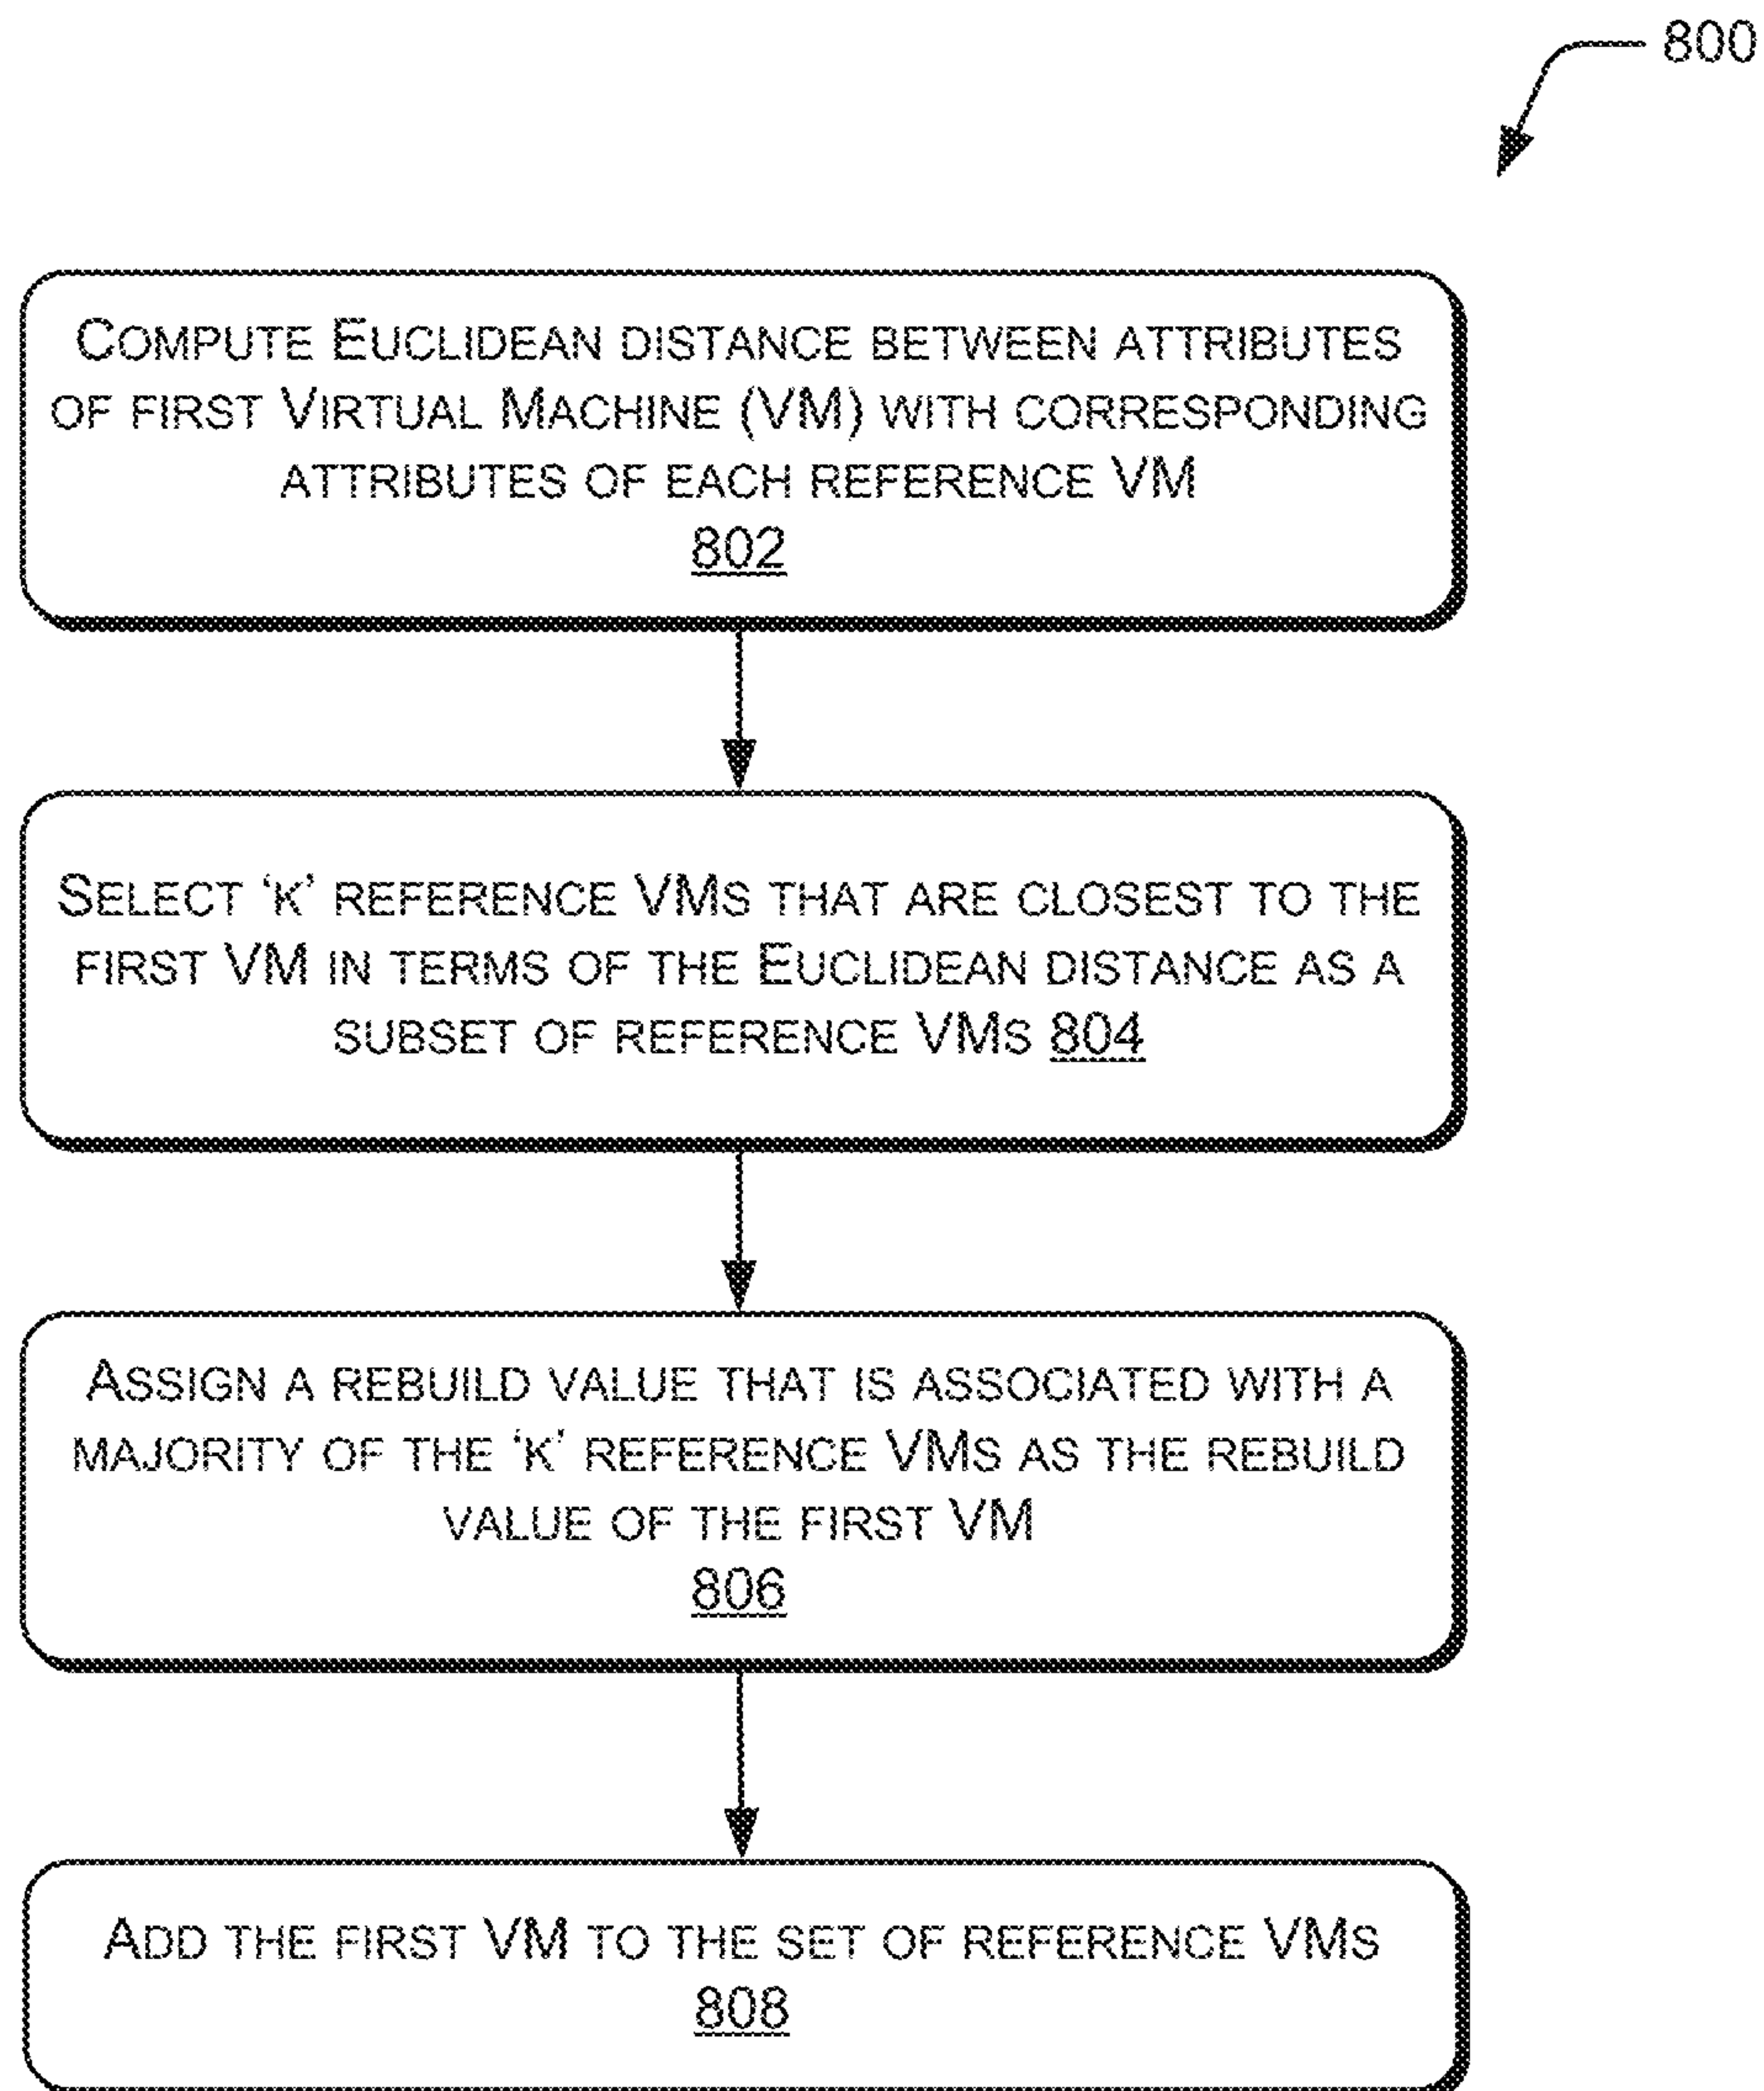 800
Compute Euclidean distance between attributes
of first Virtual Machine (VM) with corresponding
attributes of each reference VM
802
Select ‘k’ reference VMs that are closest to the
first VM in terms of the Euclidean distance as a
subset of reference VMs 804
Assign a rebuild value that is associated with a
majority of the ‘k’ reference VMs as the rebuild
value of the first VM
806
Add the first VM to the set of reference VMs
808